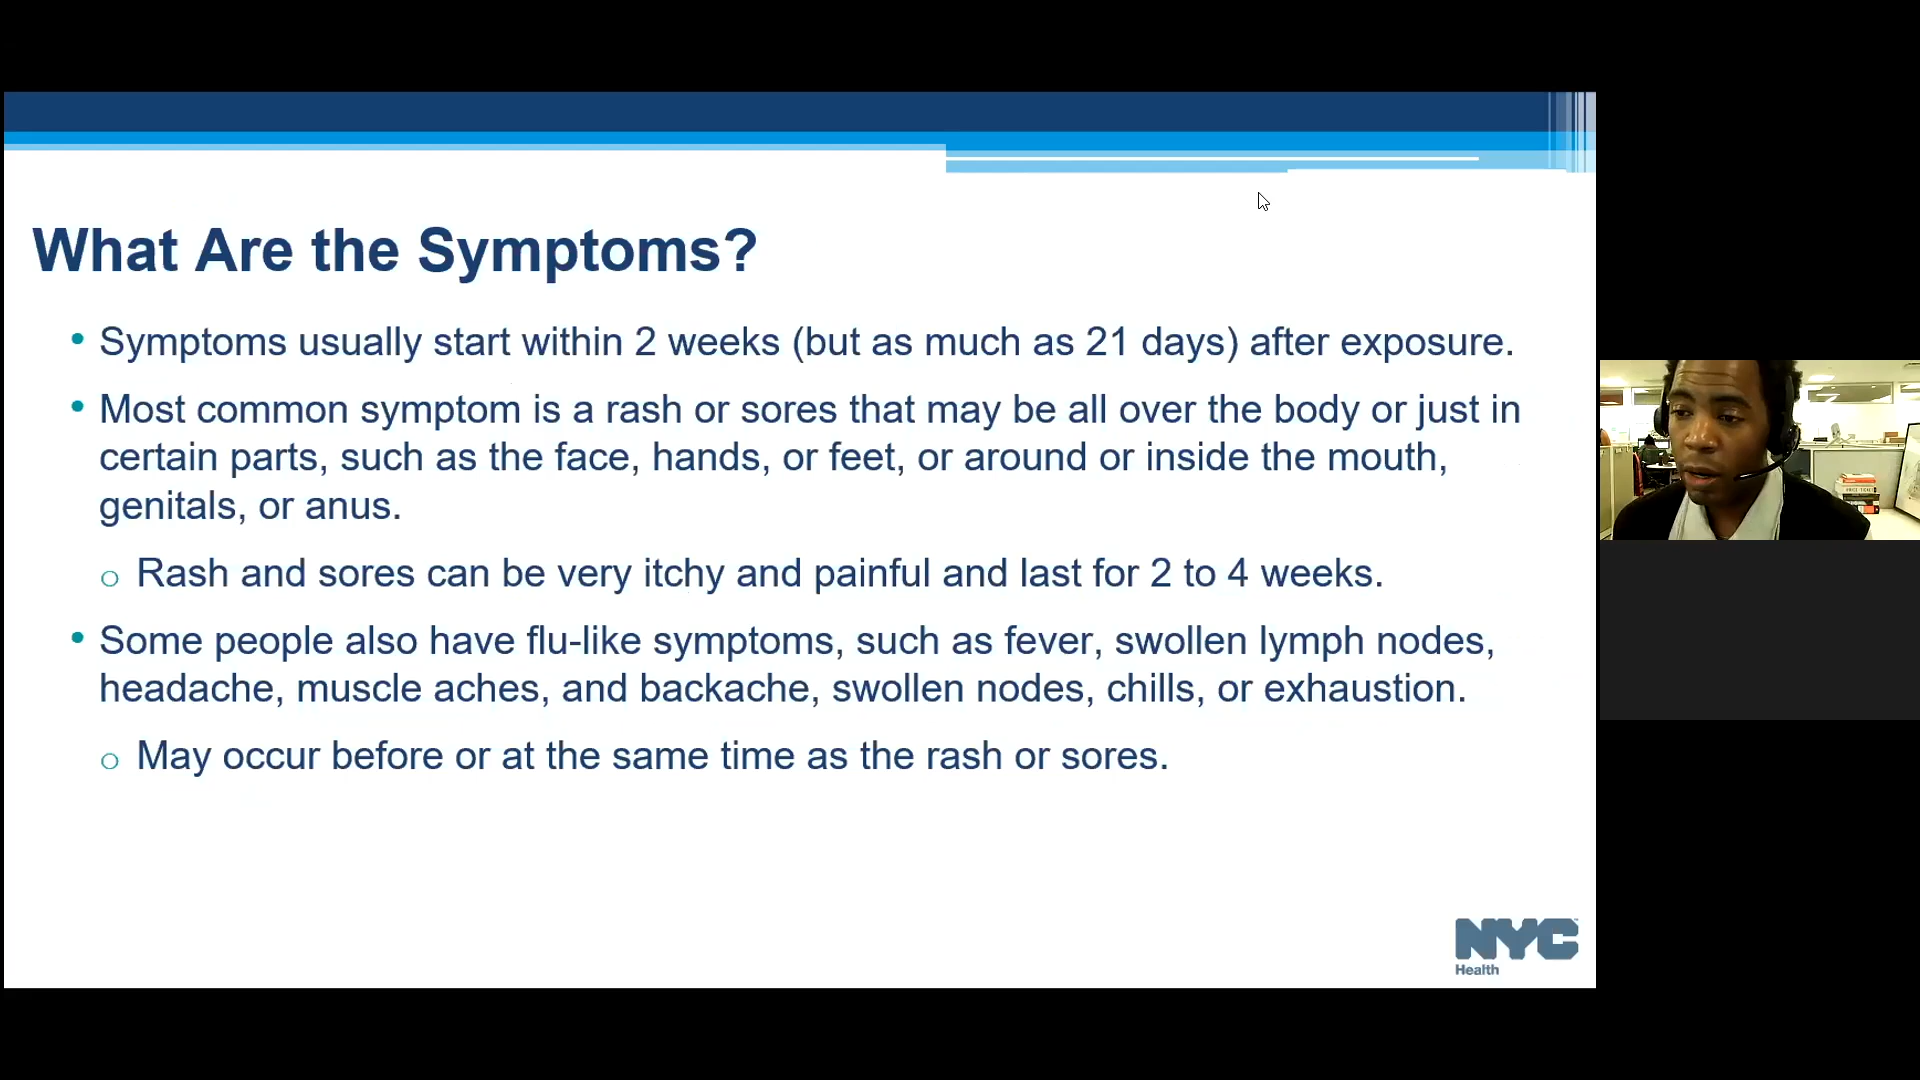 What Are the Symptoms?
• Symptoms usually start within 2 weeks (but as much as 21 days) after exposure.
• Most common symptom is a rash or sores that may be all over the body or just in
certain parts, such as the face, hands, or feet, or around or inside the mouth,
genitals, or anus.
o Rash and sores can be very itchy and painful and last for 2 to 4 weeks.
• Some people also have flu-like symptoms, such as fever, swollen lymph nodes,
headache, muscle aches, and backache, swollen nodes, chills, or exhaustion.
o May occur before or at the same time as the rash or sores.
NYC
Health